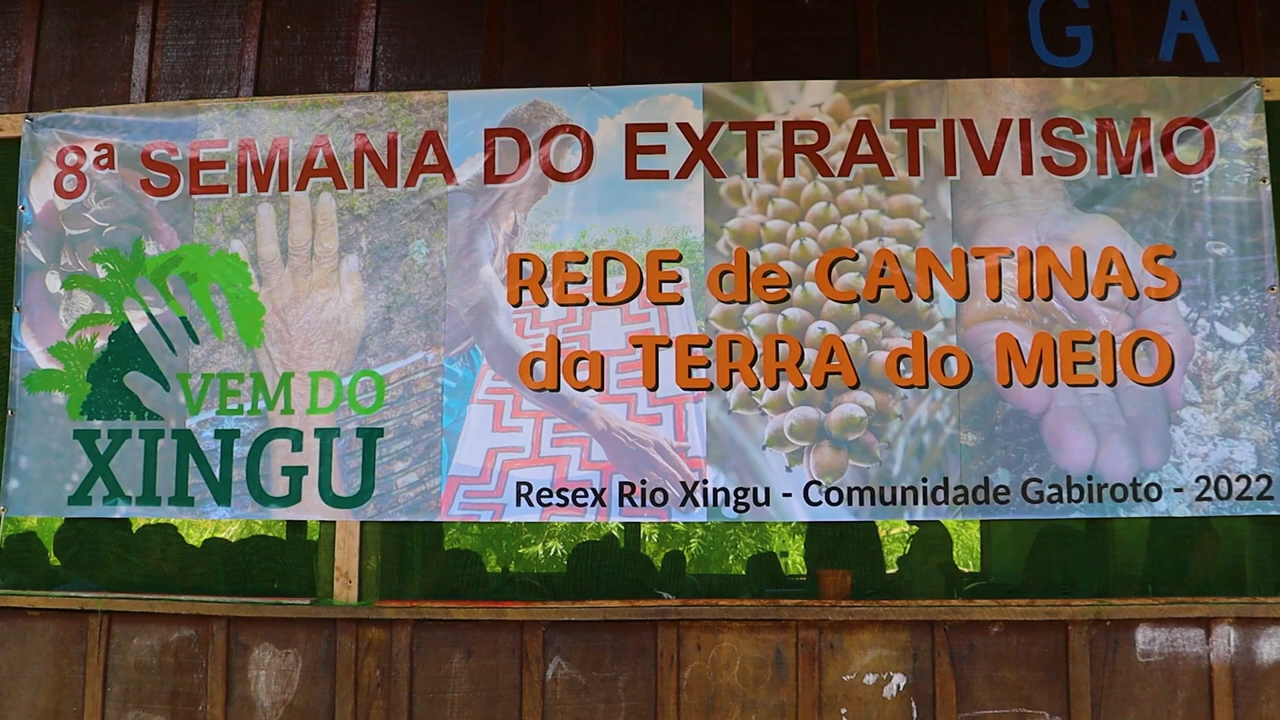 G A
8ª SEMANA DO EXTRATIVISMO
REDE de CANTINAS
da TERRA do MEIO
VEM DO
XINGU
Resex Rio Xingu - Comunidade Gabiroto - 2022